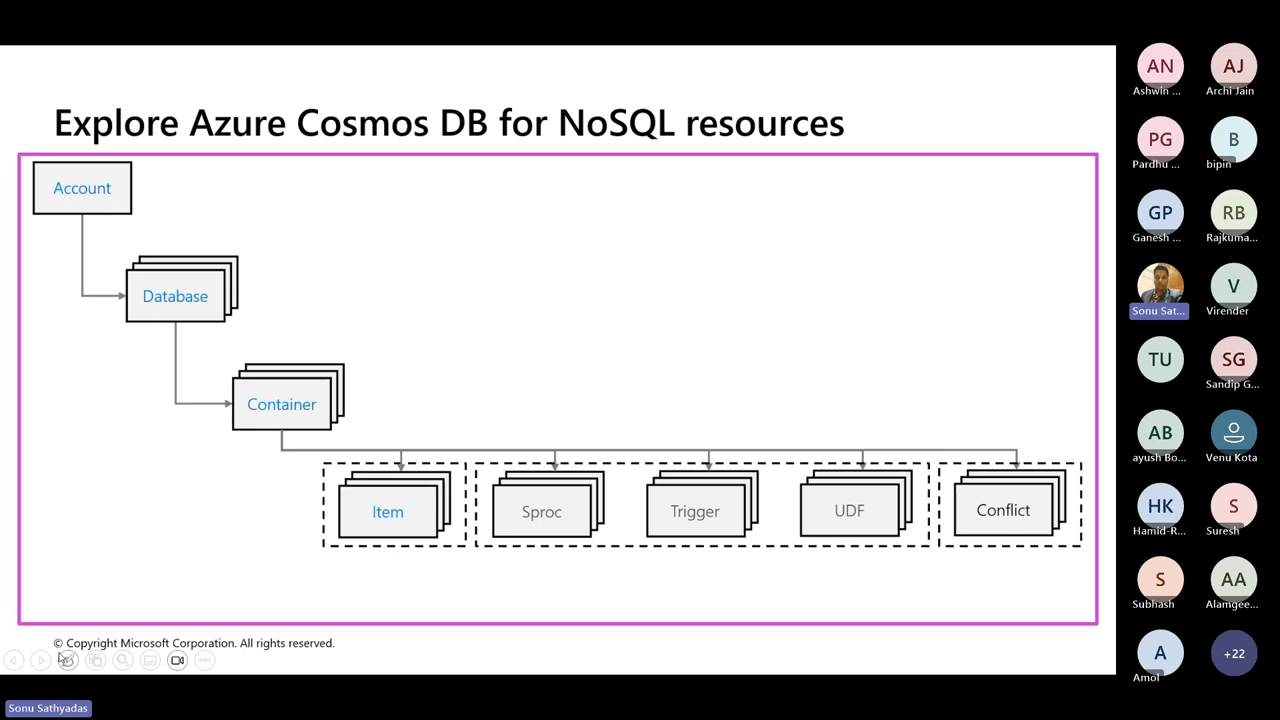 Explore Azure Cosmos DB for NoSQL resources
Account
Database
Container
Item
Sproc
Trigger
UDF
Conflict
© Copyright Microsoft Corporation. All rights reserved.
Sonu Sathyadas
AN
Ashwin ...
AJ
Archi Jain
PG
Pardhu ...
B
bipin
GP
Ganesh ...
RB
Rajkuma...
Sonu Sat...
V
Virender
TU
SG
Sandip G...
AB
ayush Bo...
Venu Kota
HK
Hamid-R...
S
Suresh
S
Subhash
AA
Alamgee...
A
Amol
+22